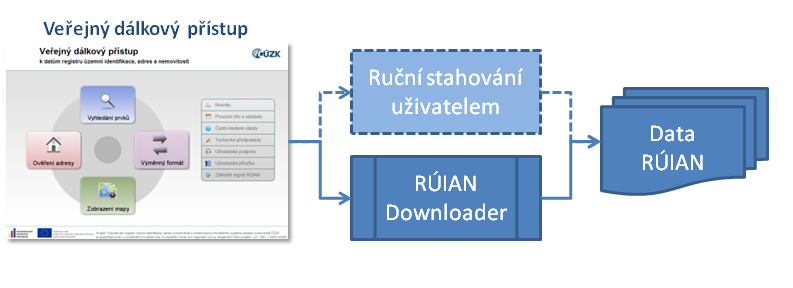 Veřejný dálkový přístup
Veřejný dálkový přístup
k datům registru územní identifikace, adres a nemovitostí
ČÚZK
Vyhledání prvků
Ověření adresy
Výměnný formát
Zobrazení mapy
Novinky
Provozní info a odstávky
Často kladené otázky
Technické předpoklady
Uživatelská podpora
Uživatelská příručka
Základní registr RÚIAN
Ruční stahování
uživatelem
RÚIAN
Downloader
Data
RÚIAN